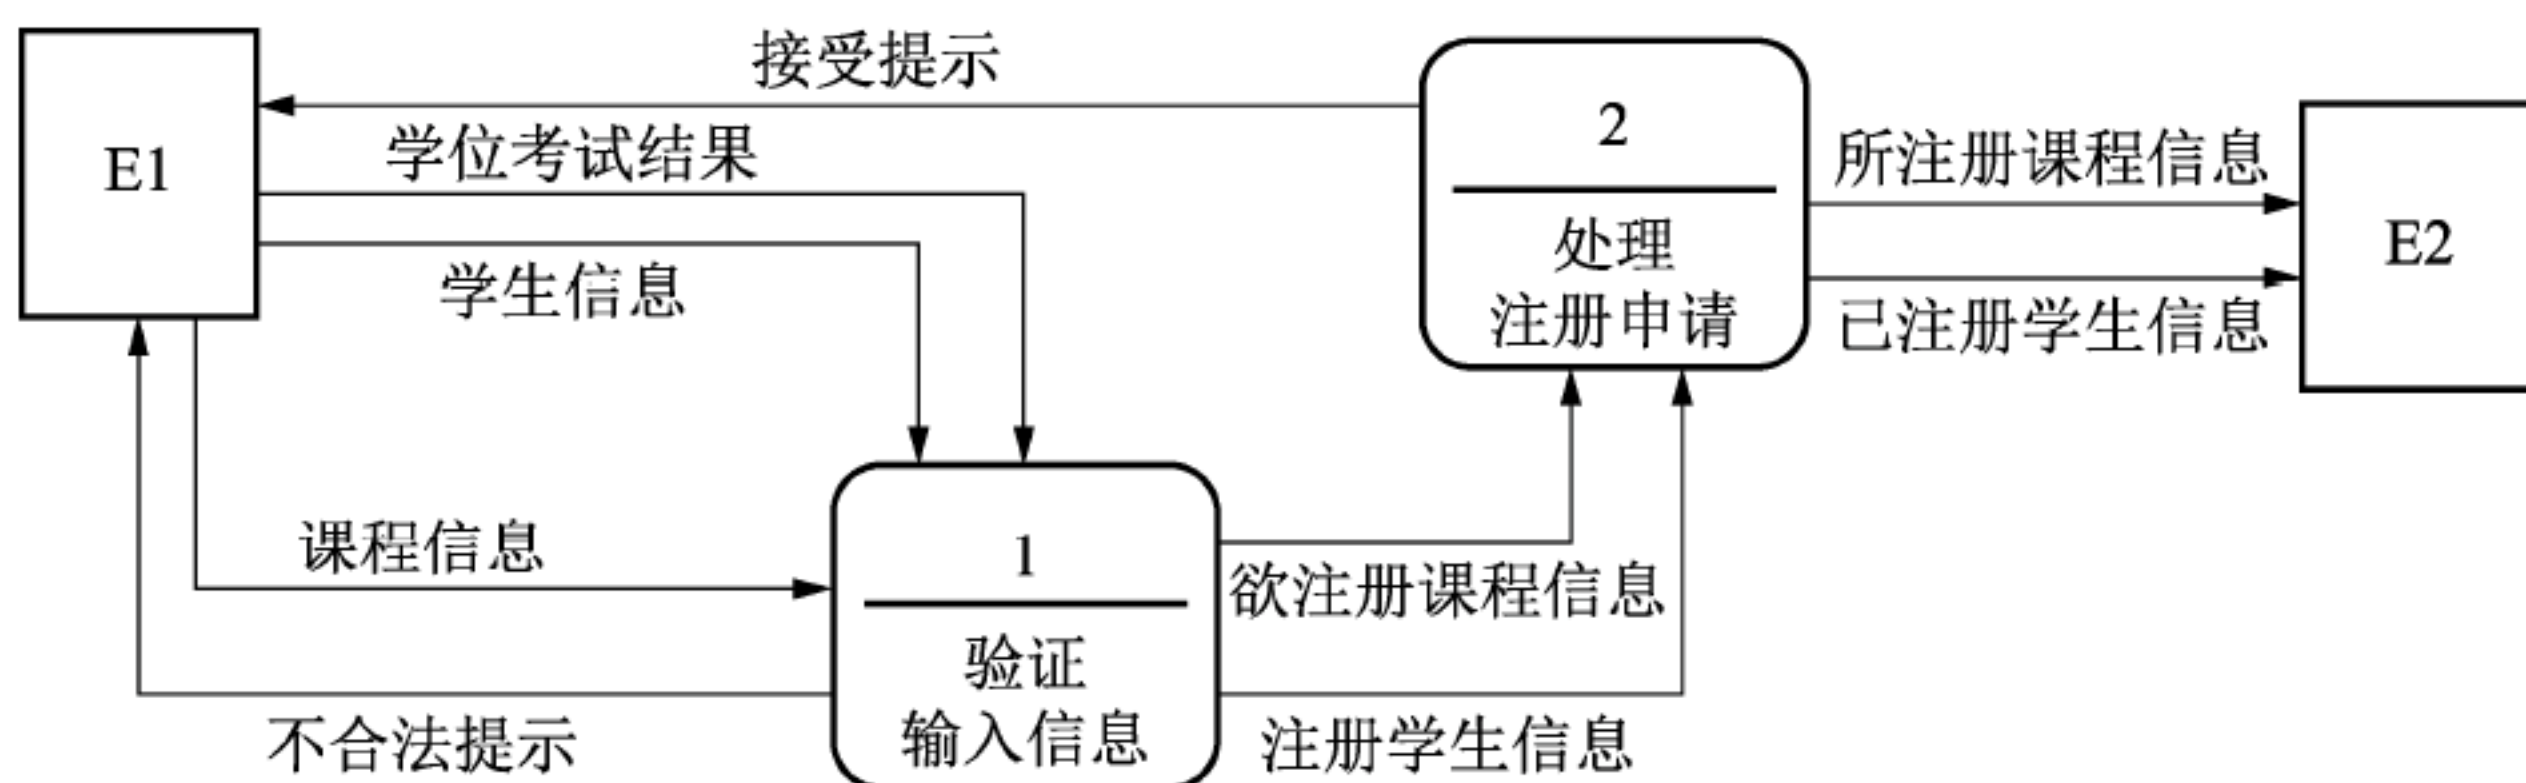 接受提示
E1
学位考试结果
学生信息
2
处理
注册申请
所注册课程信息
E2
已注册学生信息
课程信息
1
验证
输入信息
欲注册课程信息
不合法提示
注册学生信息